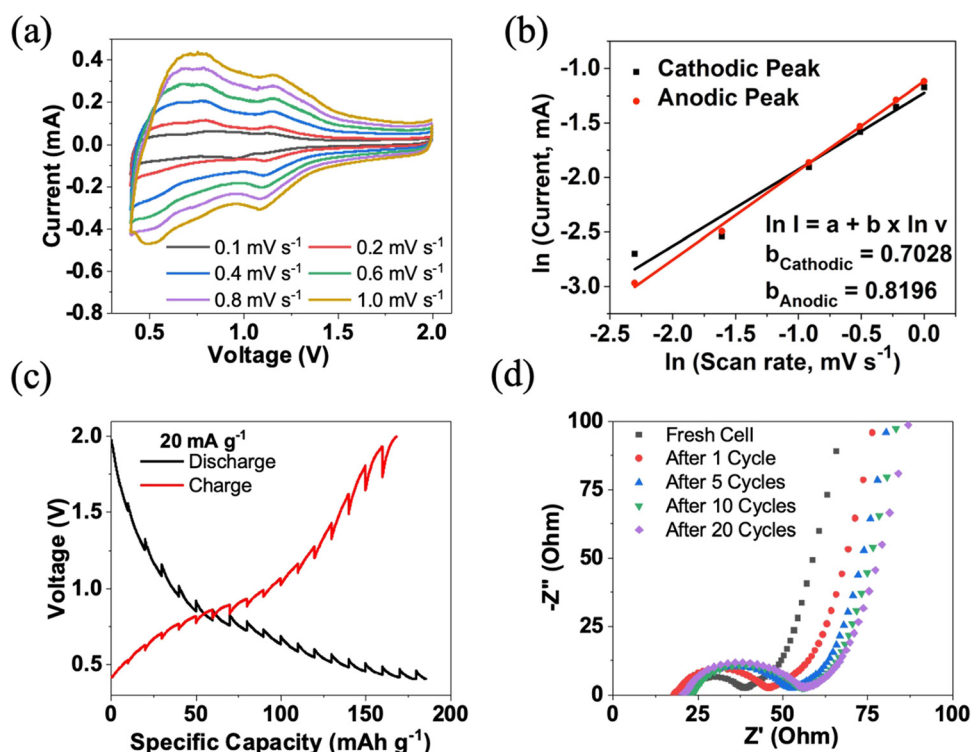 (a)
0.4
0.2
0.0
-0.2
-0.4
-0.6
-0.8
Current (mA)
0.1 mV s⁻¹ 0.2 mV s⁻¹
0.4 mV s⁻¹ 0.6 mV s⁻¹
0.8 mV s⁻¹ 1.0 mV s⁻¹
0.5 1.0 1.5 2.0
Voltage (V)
(b)
-1.0
-1.5
-2.0
-2.5
-3.0
ln (Current, mA)
Cathodic Peak
Anodic Peak
ln I = a + b x ln v
b_Cathodic = 0.7028
b_Anodic = 0.8196
-2.5 -2.0 -1.5 -1.0 -0.5 0.0
ln (Scan rate, mV s⁻¹)
(c)
2.0
1.5
1.0
0.5
Voltage (V)
20 mA g⁻¹
Discharge
Charge
0 50 100 150 200
Specific Capacity (mAh g⁻¹)
(d)
100
75
50
25
0
-Z'' (Ohm)
Fresh Cell
After 1 Cycle
After 5 Cycles
After 10 Cycles
After 20 Cycles
0 25 50 75 100
Z' (Ohm)